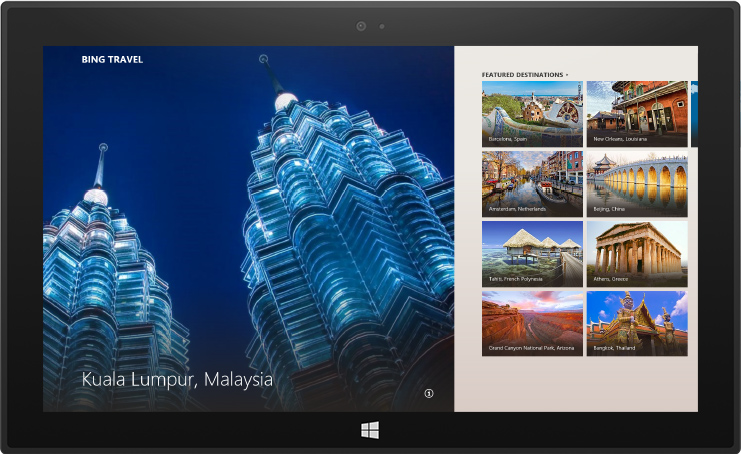 BING TRAVEL
Kuala Lumpur, Malaysia
FEATURED DESTINATIONS
Barcelona, Spain
New Orleans, Louisiana
Amsterdam, Netherlands
Beijing, China
Tahiti, French Polynesia
Athens, Greece
Grand Canyon National Park, Arizona
Bangkok, Thailand